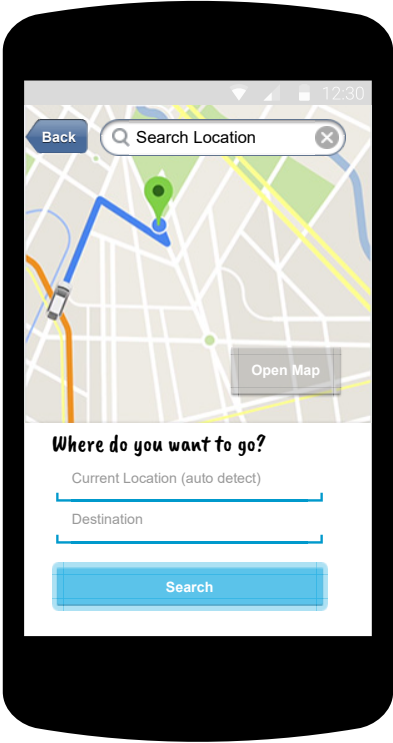 12:30
Back
Search Location
Open Map
Where do you want to go?
Current Location (auto detect)
Destination
Search